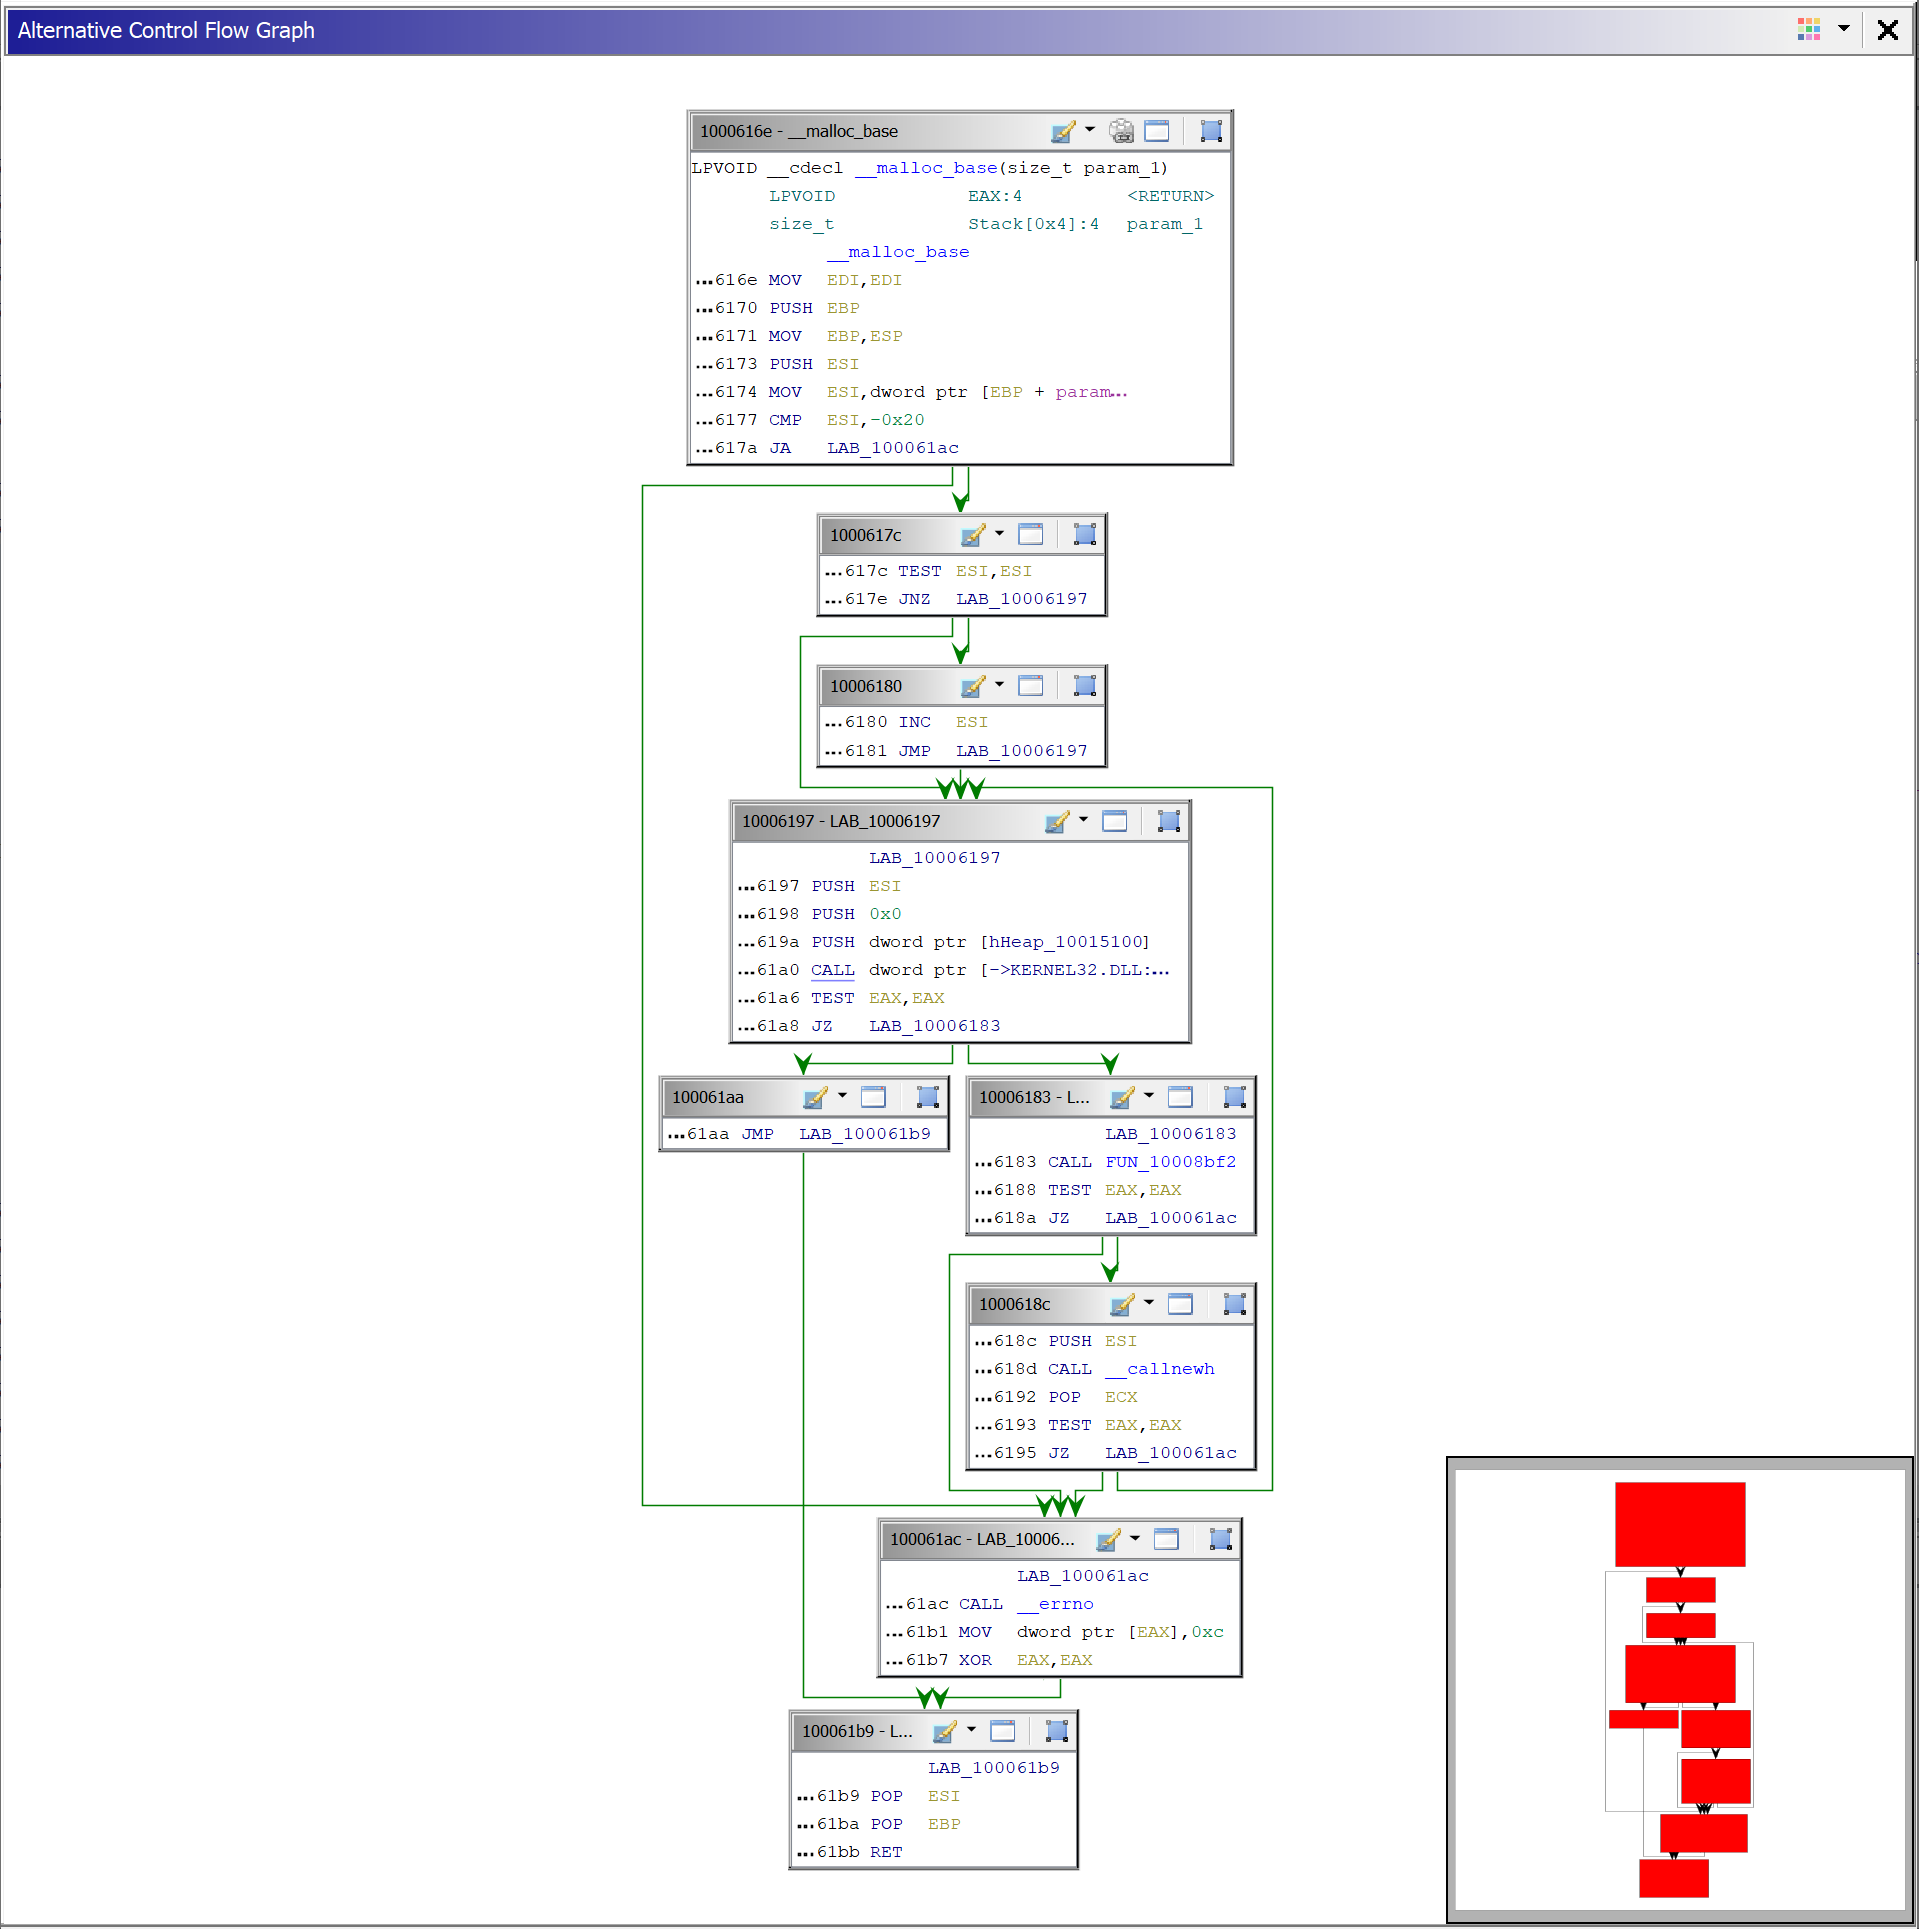 Alternative Control Flow Graph
1000616e - __malloc_base
LPVOID __cdecl __malloc_base(size_t param_1)
LPVOID EAX:4 <RETURN>
size_t Stack[0x4]:4 param_1
__malloc_base
...616e MOV EDI,EDI
...6170 PUSH EBP
...6171 MOV EBP,ESP
...6173 PUSH ESI
...6174 MOV ESI,dword ptr [EBP + param...
...6177 CMP ESI,-0x20
...617a JA LAB_100061ac
1000617c
...617c TEST ESI,ESI
...617e JNZ LAB_10006197
10006180
...6180 INC ESI
...6181 JMP LAB_10006197
10006197 - LAB_10006197
LAB_10006197
...6197 PUSH ESI
...6198 PUSH 0x0
...619a PUSH dword ptr [hHeap_10015100]
...61a0 CALL dword ptr [->KERNEL32.DLL:...
...61a6 TEST EAX,EAX
...61a8 JZ LAB_10006183
100061aa
...61aa JMP LAB_100061b9
10006183 - L...
LAB_10006183
...6183 CALL FUN_10008bf2
...6188 TEST EAX,EAX
...618a JZ LAB_100061ac
1000618c
...618c PUSH ESI
...618d CALL __callnewh
...6192 POP ECX
...6193 TEST EAX,EAX
...6195 JZ LAB_100061ac
100061ac - LAB_10006...
LAB_100061ac
...61ac CALL __errno
...61b1 MOV dword ptr [EAX],0xc
...61b7 XOR EAX,EAX
100061b9 - L...
LAB_100061b9
...61b9 POP ESI
...61ba POP EBP
...61bb RET